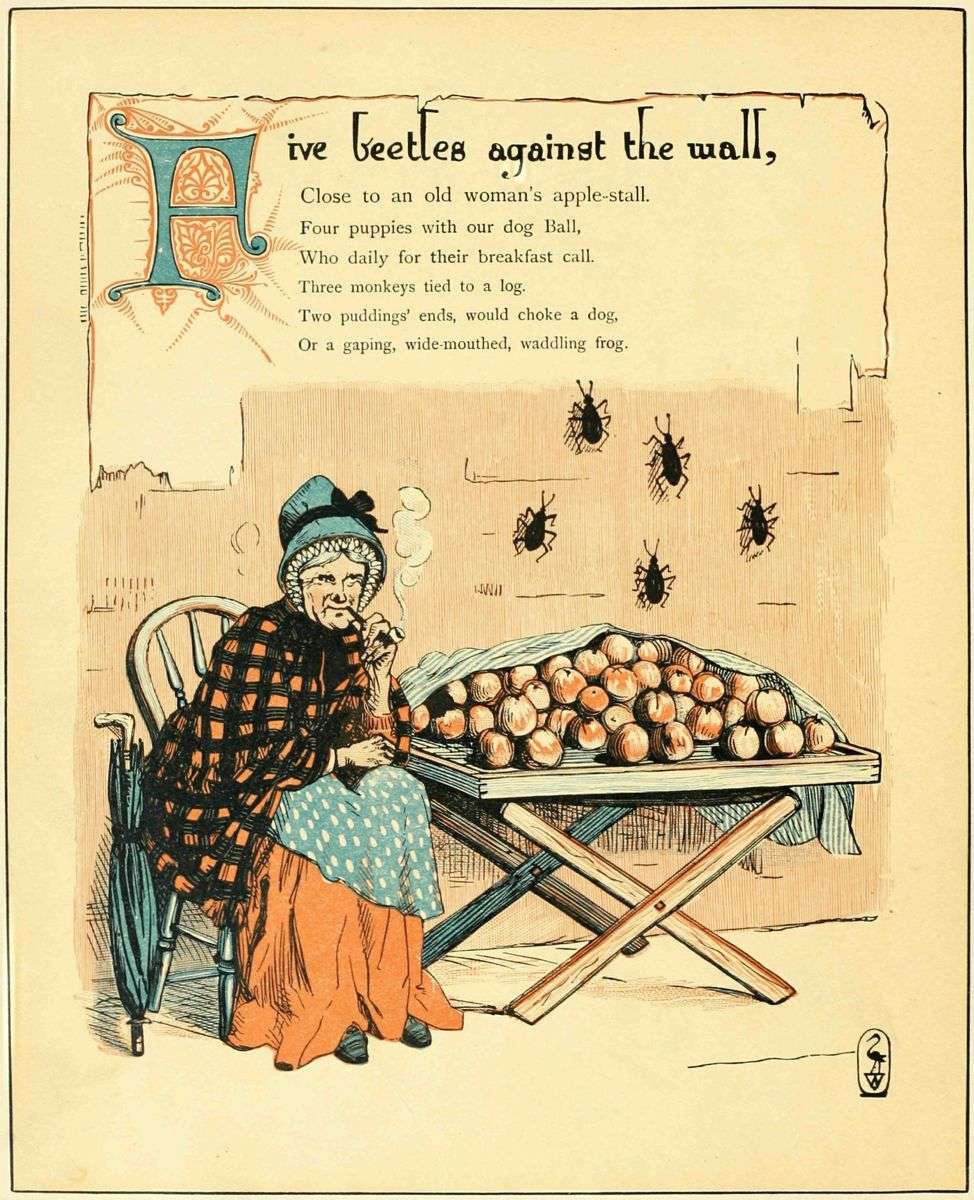 Five beetles against the wall,
Close to an old woman's apple-stall.
Four puppies with our dog Ball,
Who daily for their breakfast call.
Three monkeys tied to a log.
Two puddings' ends, would choke a dog,
Or a gaping, wide-mouthed, waddling frog.